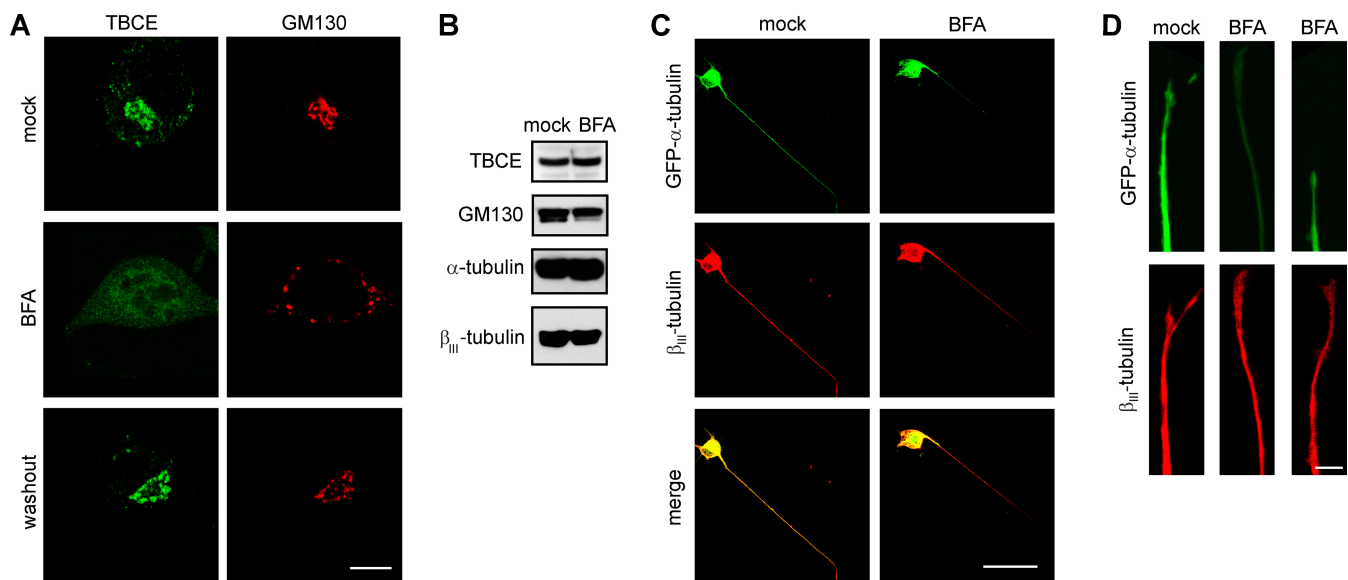 A
TBCE GM130
mock
BFA
washout
B
mock BFA
TBCE
GM130
α-tubulin
βIII-tubulin
C
mock BFA
GFP-α-tubulin
βIII-tubulin
merge
D
mock BFA BFA
GFP-α-tubulin
βIII-tubulin